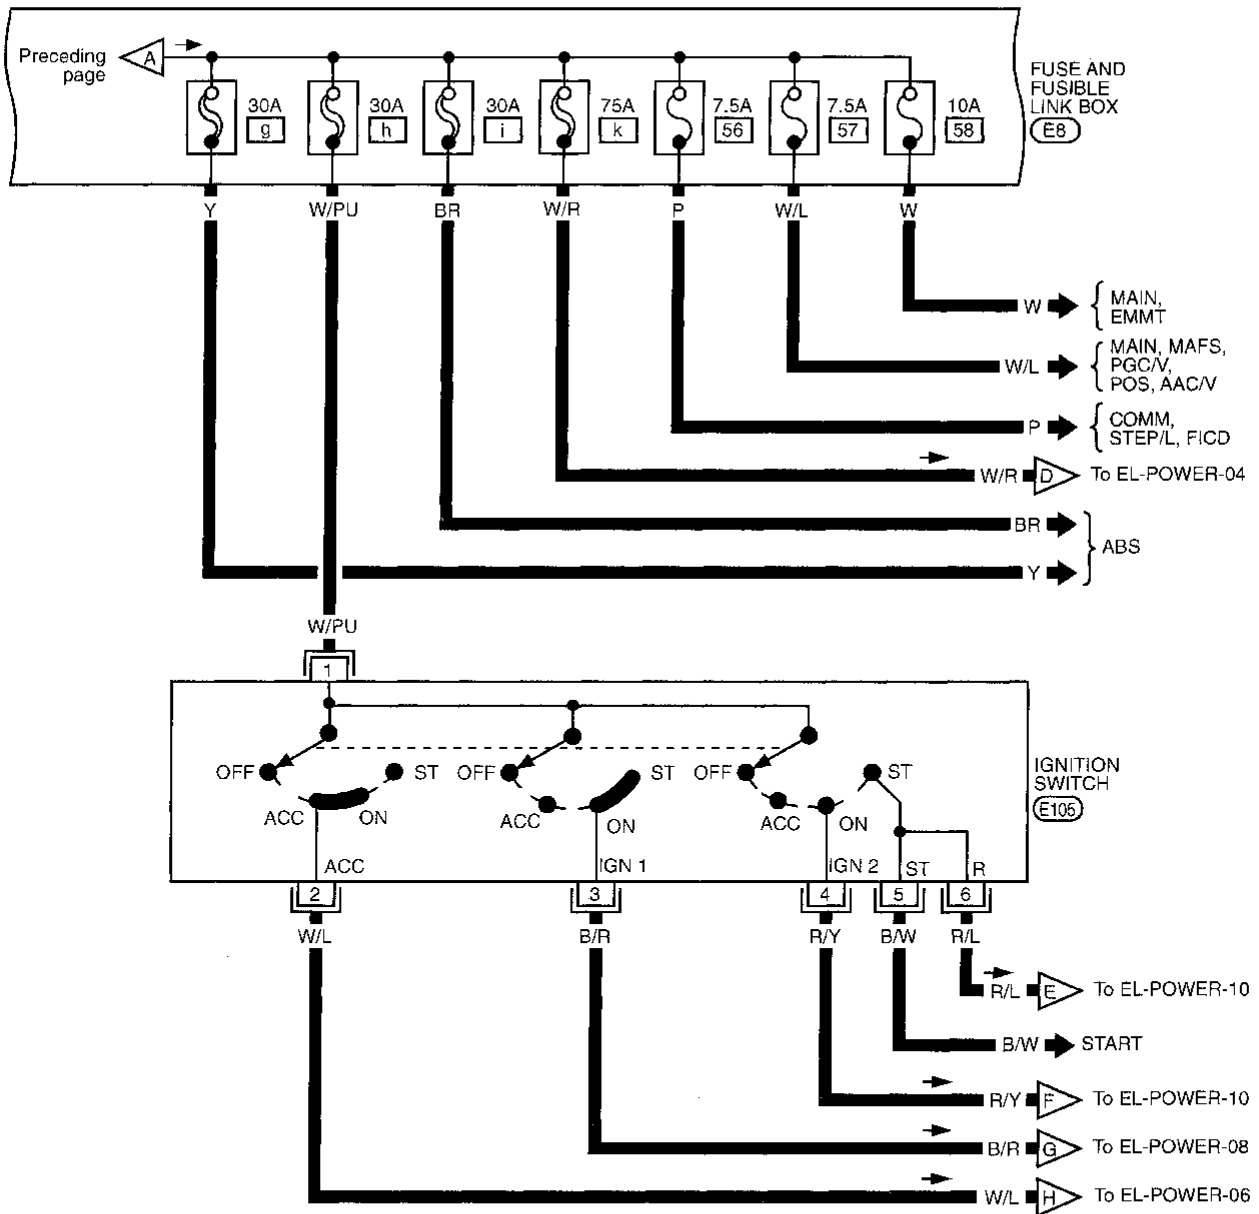 Preceding
page
A
30A
g
30A
h
30A
i
75A
k
7.5A
56
7.5A
57
10A
58
FUSE AND
FUSIBLE
LINK BOX
E8
Y
W/PU
BR
W/R
P
W/L
W
W
MAIN,
EMMT
W/L
MAIN, MAFS,
PGC/V,
POS, AAC/V
P
COMM,
STEP/L, FICD
W/R
D
To EL-POWER-04
BR
Y
ABS
W/PU
1
OFF
ST
ACC
ON
ACC
OFF
ST
ACC
ON
IGN 1
OFF
ST
ACC
ON
IGN 2
ST
R
IGNITION
SWITCH
E105
2
3
4
5
6
W/L
B/R
R/Y
B/W
R/L
R/L
E
To EL-POWER-10
B/W
START
R/Y
F
To EL-POWER-10
B/R
G
To EL-POWER-08
W/L
H
To EL-POWER-06